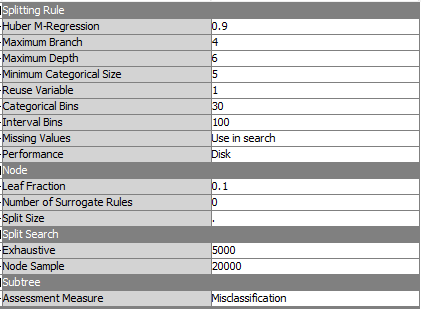 Splitting Rule
Huber M-Regression 0.9
Maximum Branch 4
Maximum Depth 6
Minimum Categorical Size 5
Reuse Variable 1
Categorical Bins 30
Interval Bins 100
Missing Values Use in search
Performance Disk
Node
Leaf Fraction 0.1
Number of Surrogate Rules 0
Split Size .
Split Search
Exhaustive 5000
Node Sample 20000
Subtree
Assessment Measure Misclassification